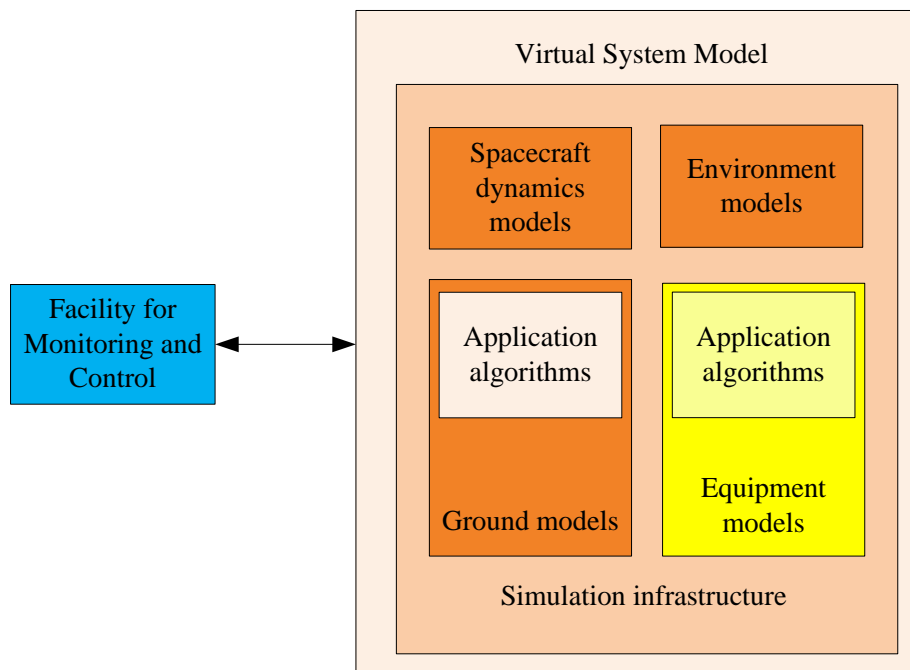 Virtual System Model
Spacecraft
dynamics
models
Environment
models
Facility for
Monitoring and
Control
Application
algorithms
Application
algorithms
Ground models
Equipment
models
Simulation infrastructure